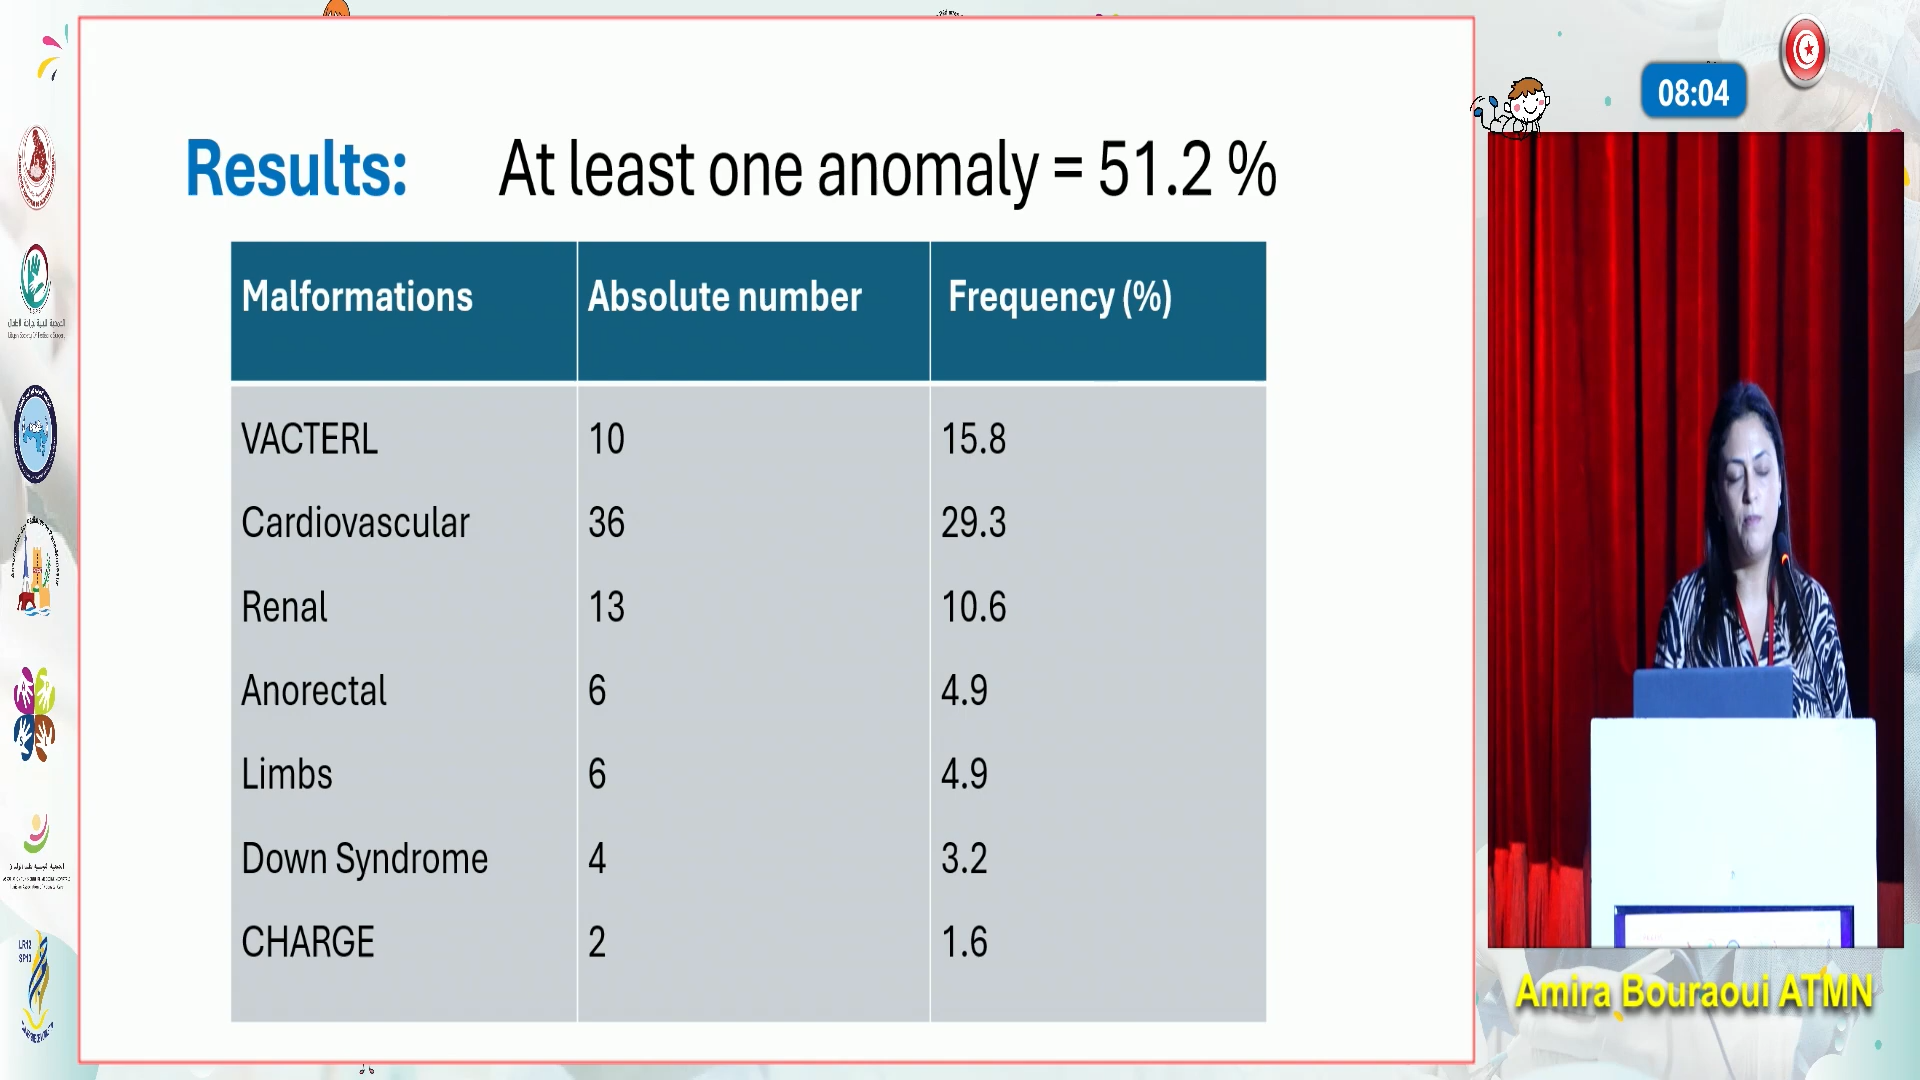 Results: At least one anomaly = 51.2 %
Malformations Absolute number Frequency (%)
VACTERL 10 15.8
Cardiovascular 36 29.3
Renal 13 10.6
Anorectal 6 4.9
Limbs 6 4.9
Down Syndrome 4 3.2
CHARGE 2 1.6
08:04
Amira Bouraoui ATMN
LR12
SP13